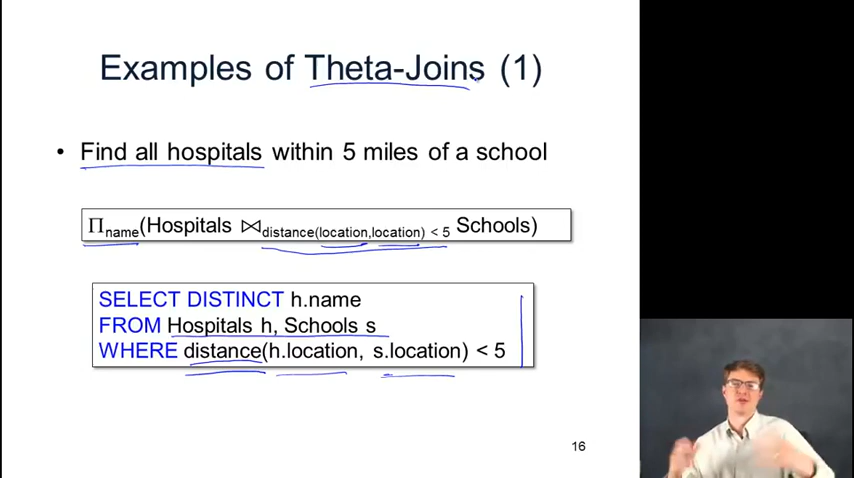 Examples of Theta-Joins (1)
• Find all hospitals within 5 miles of a school
Πname(Hospitals ⋈distance(location,location) < 5 Schools)
SELECT DISTINCT h.name
FROM Hospitals h, Schools s
WHERE distance(h.location, s.location) < 5
16